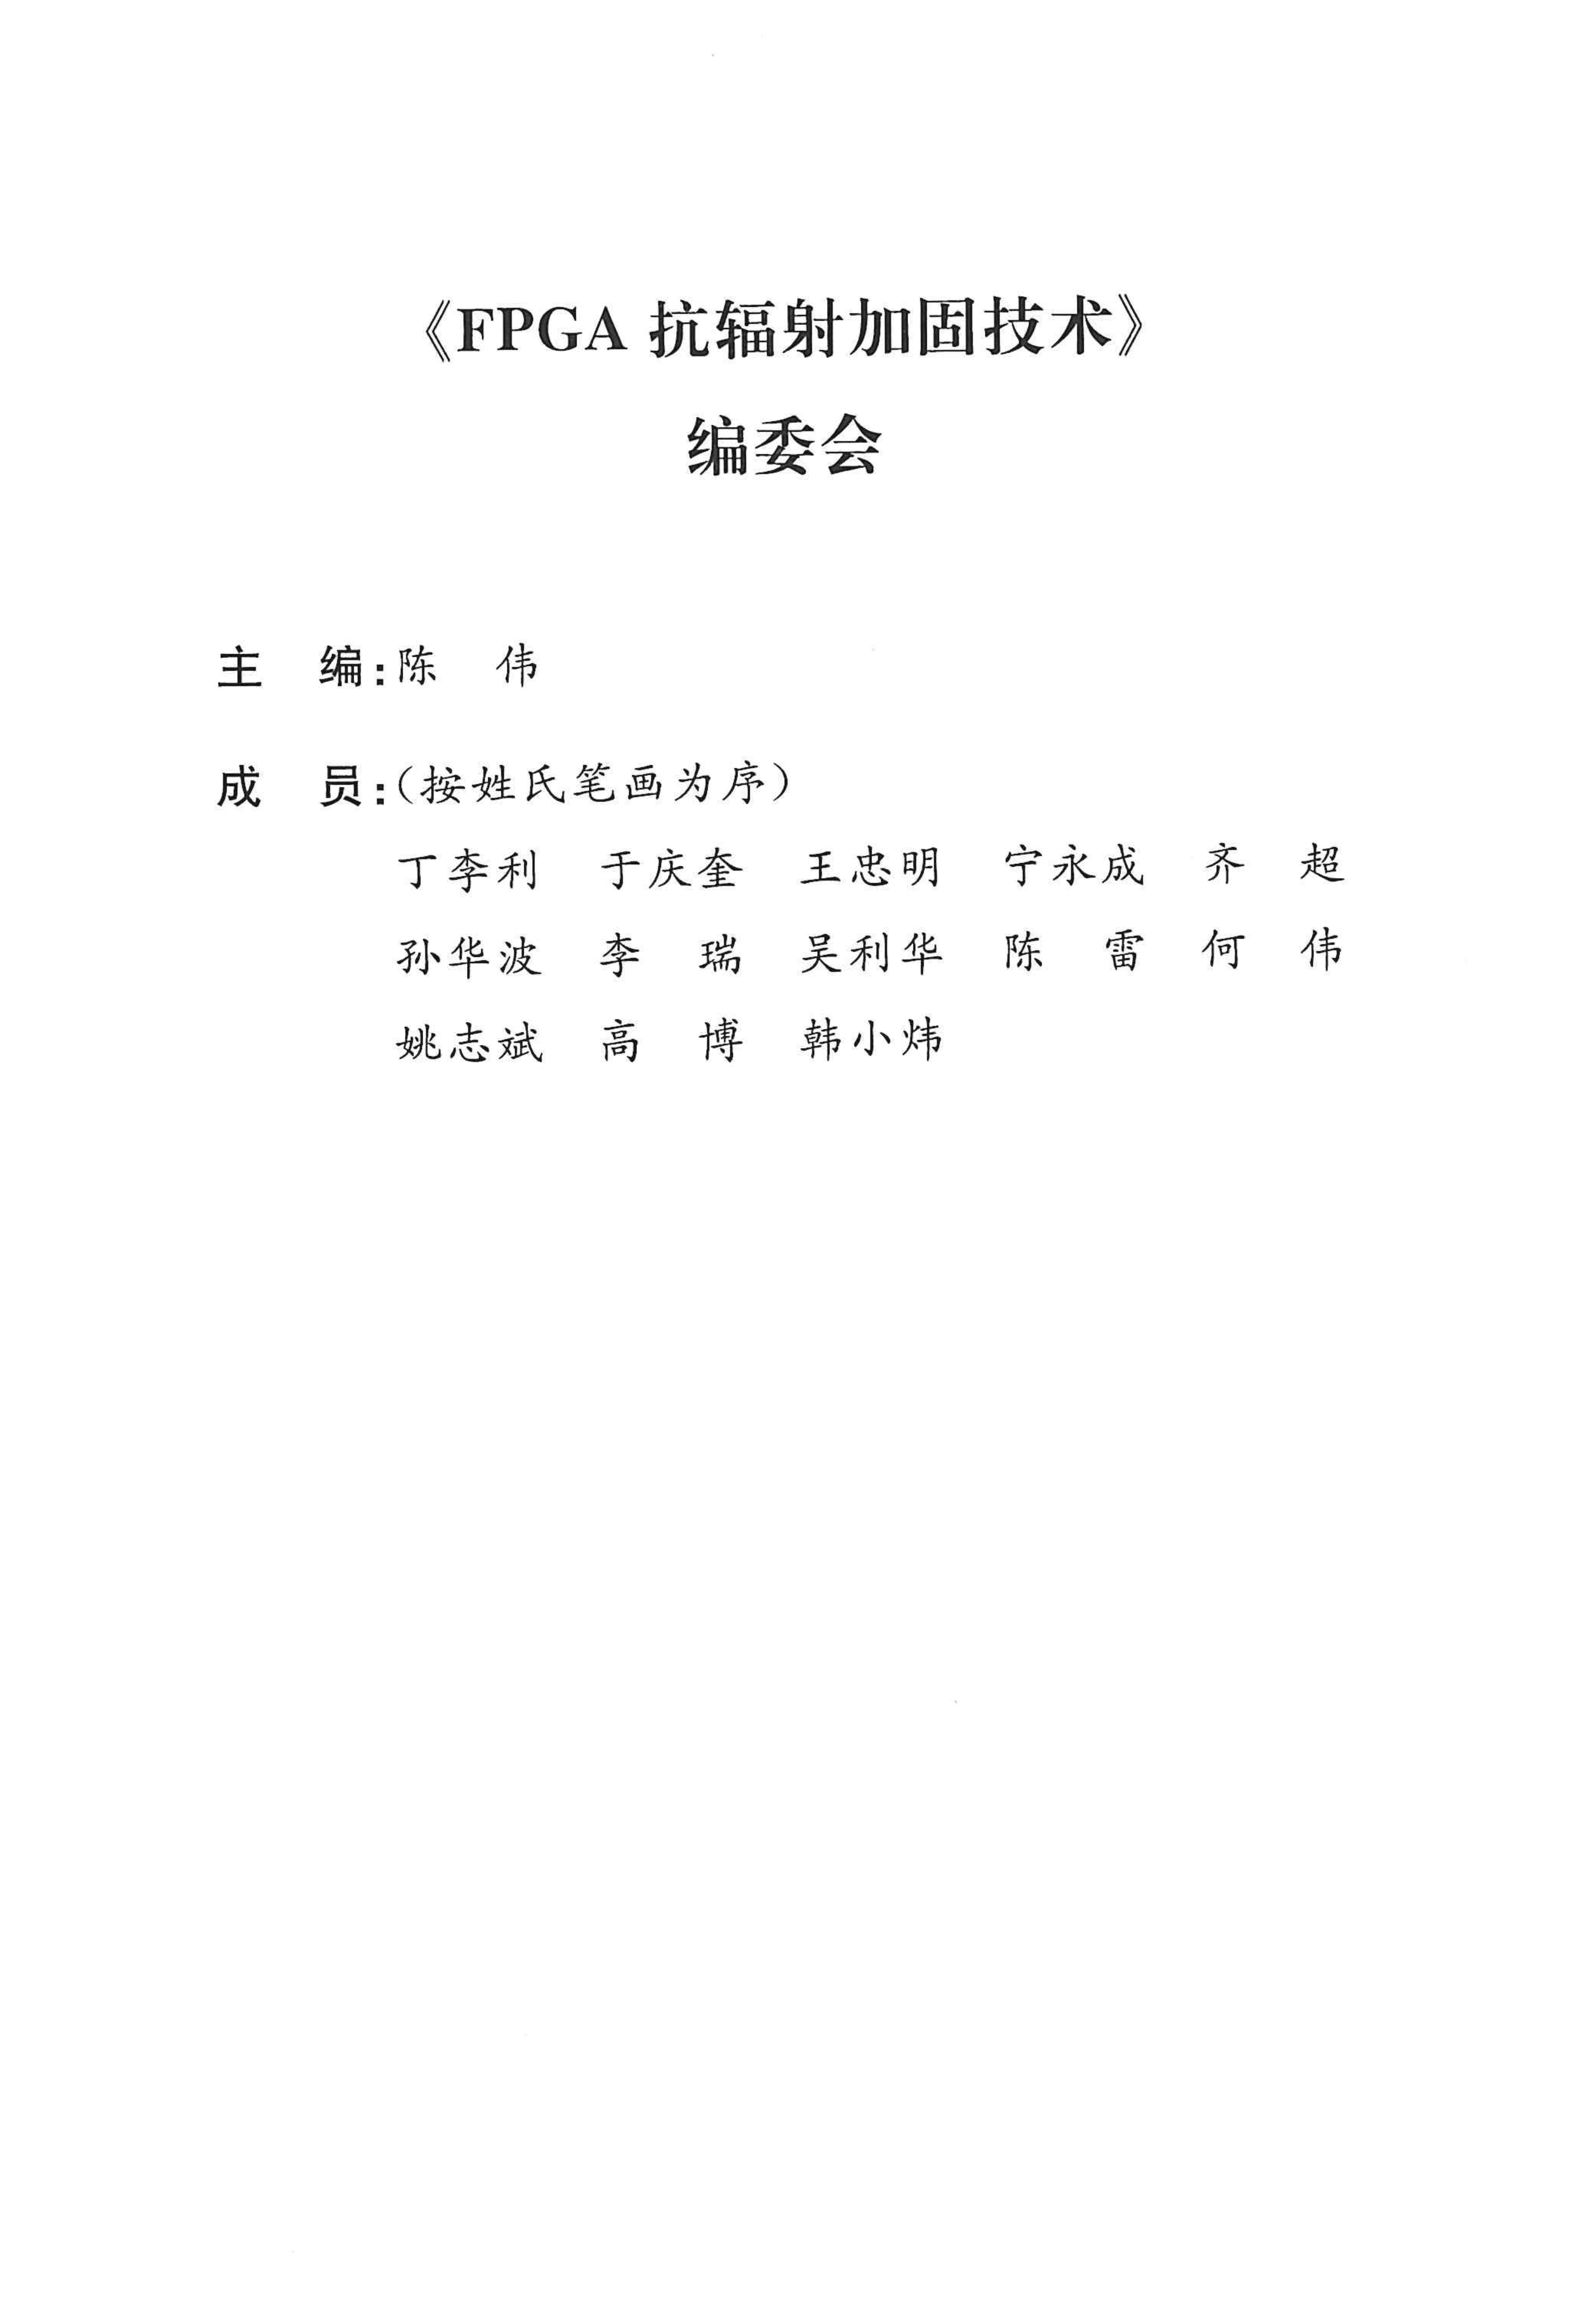 《FPGA 抗辐射加固技术》
编委会
主 编：陈 伟
成 员：（按姓氏笔画为序）
丁李利 于庆奎 王忠明 宁永成 齐 超
孙华波 李 瑞 吴利华 陈 雷 何 伟
姚志斌 高 博 韩小炜